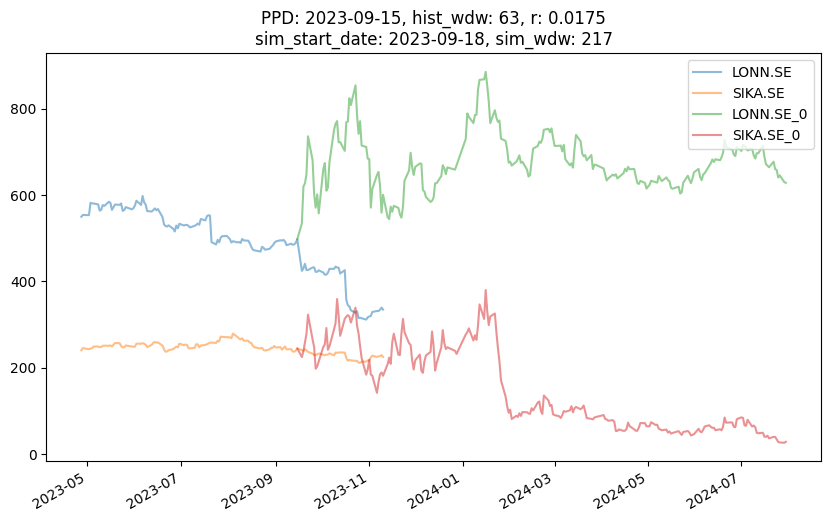 PPD: 2023-09-15, hist_wdw: 63, r: 0.0175
sim_start_date: 2023-09-18, sim_wdw: 217
LONN.SE
SIKA.SE
LONN.SE_0
SIKA.SE_0
800
600
400
200
0
2023-05
2023-07
2023-09
2023-11
2024-01
2024-03
2024-05
2024-07